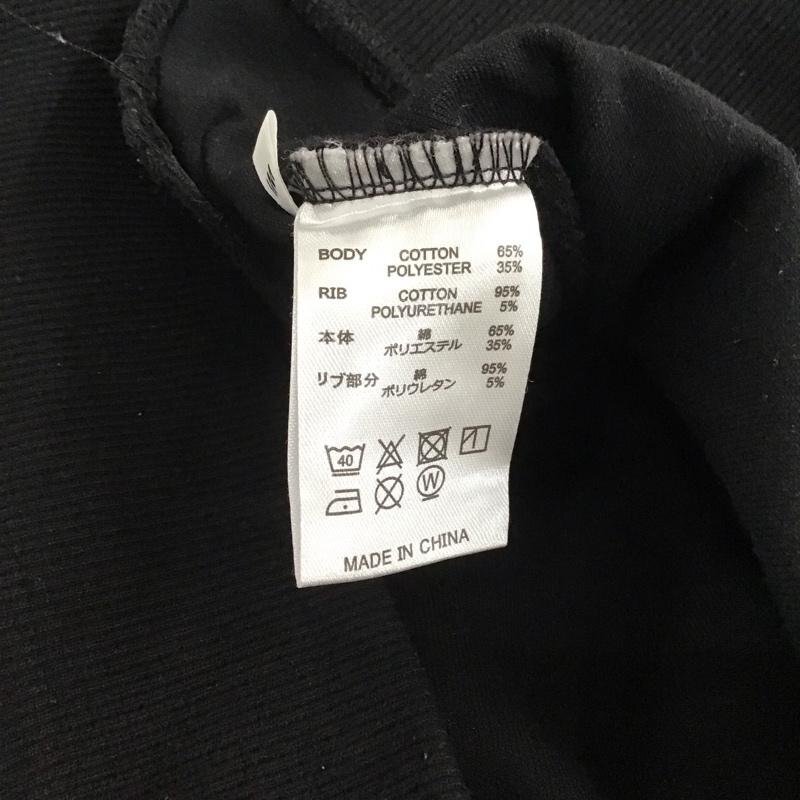 BODY COTTON 65%
POLYESTER 35%
RIB COTTON 95%
POLYURETHANE 5%
本体 綿 65%
ポリエステル 35%
リブ部分 綿 95%
ポリウレタン 5%
40
W
MADE IN CHINA